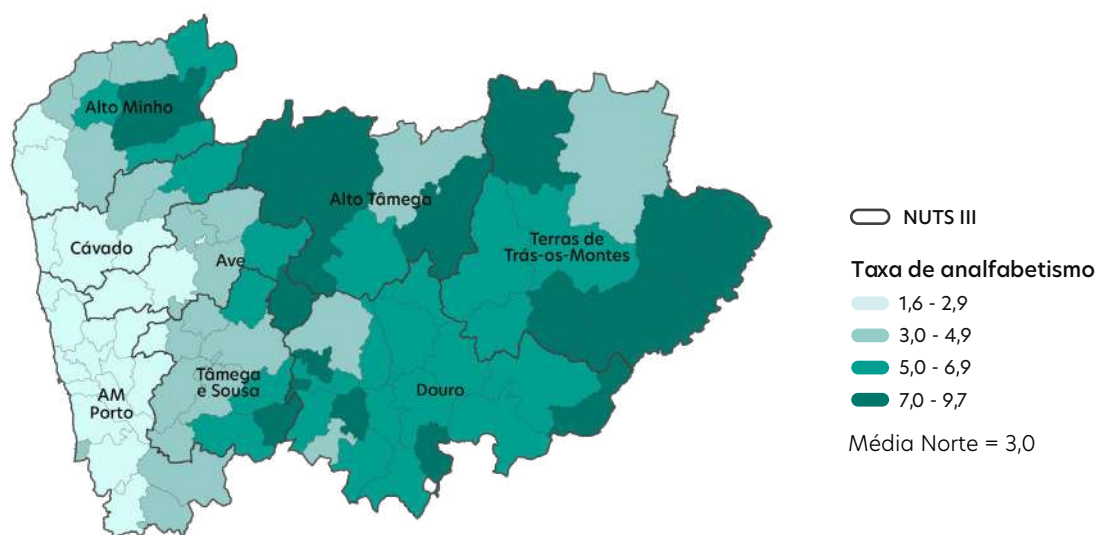 Alto Minho
Alto Tâmega
Cávado
Ave
Terras de
Trás-os-Montes
Tâmega
e Sousa
AM
Porto
Douro
NUTS III
Taxa de analfabetismo
1,6 - 2,9
3,0 - 4,9
5,0 - 6,9
7,0 - 9,7
Média Norte = 3,0